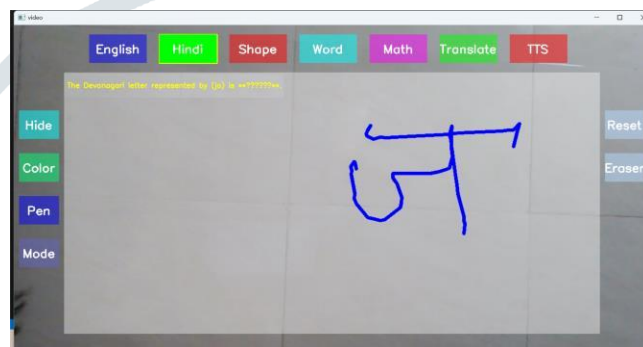 video
English Hindi Shape Word Math Translate TTS
The Devanagari letter represented by (ja) is **??????**.
Hide
Reset
Color
Eraser
Pen
Mode
ज